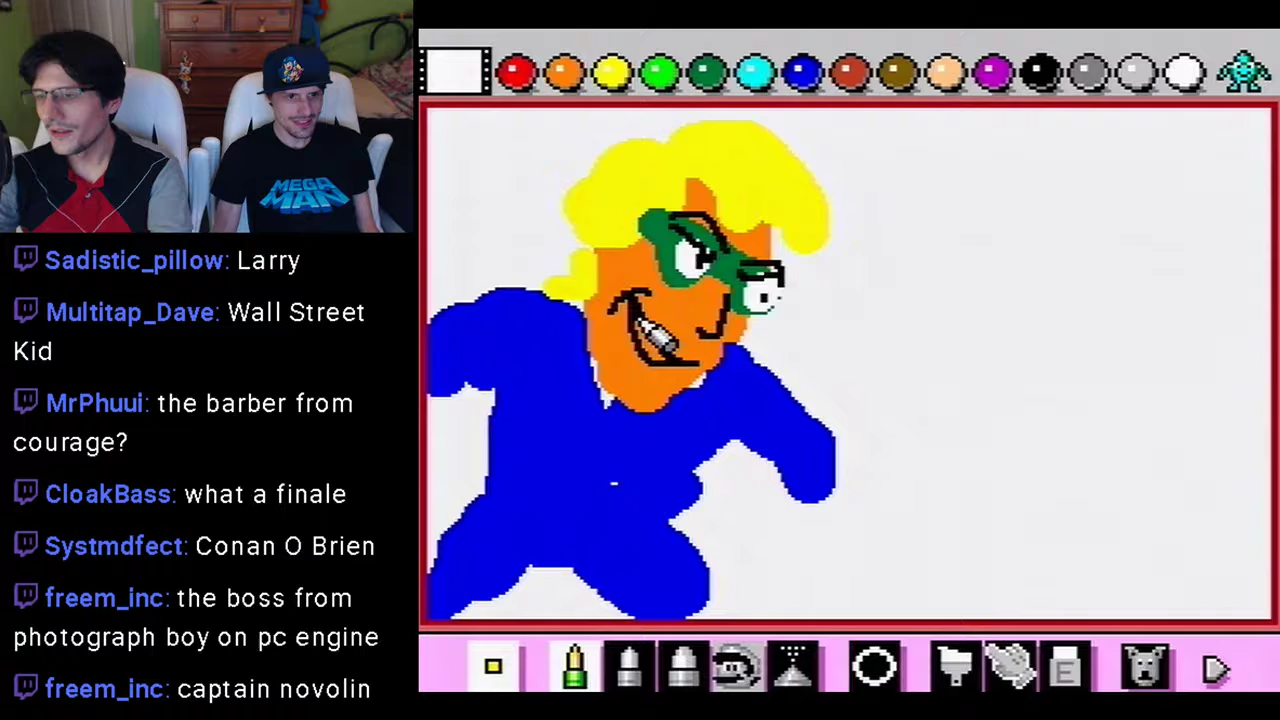 MEGA
MAN
Sadistic_pillow: Larry
Multitap_Dave: Wall Street
Kid
MrPhuui: the barber from
courage?
CloakBass: what a finale
Systmdfect: Conan O Brien
freem_inc: the boss from
photograph boy on pc engine
freem_inc: captain novolin
E